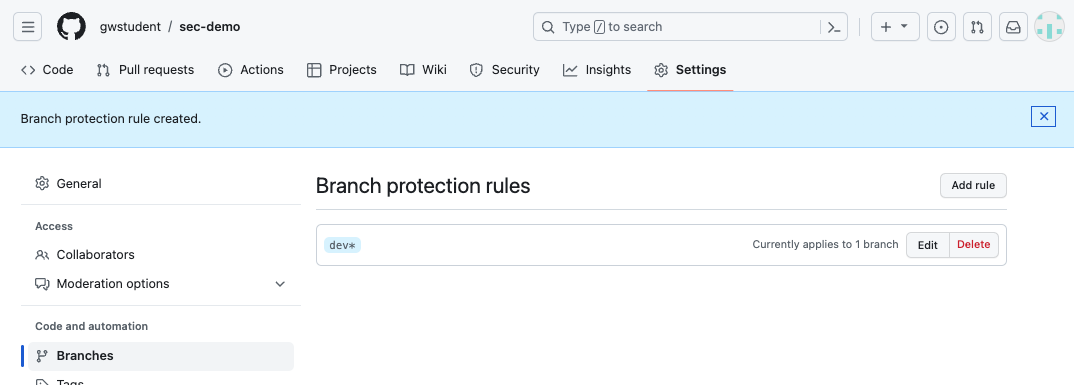 gwstudent / sec-demo
Type / to search
Code Pull requests Actions Projects Wiki Security Insights Settings
Branch protection rule created.
General
Access
Collaborators
Moderation options
Code and automation
Branches
Tags
Branch protection rules
Add rule
dev* Currently applies to 1 branch Edit Delete